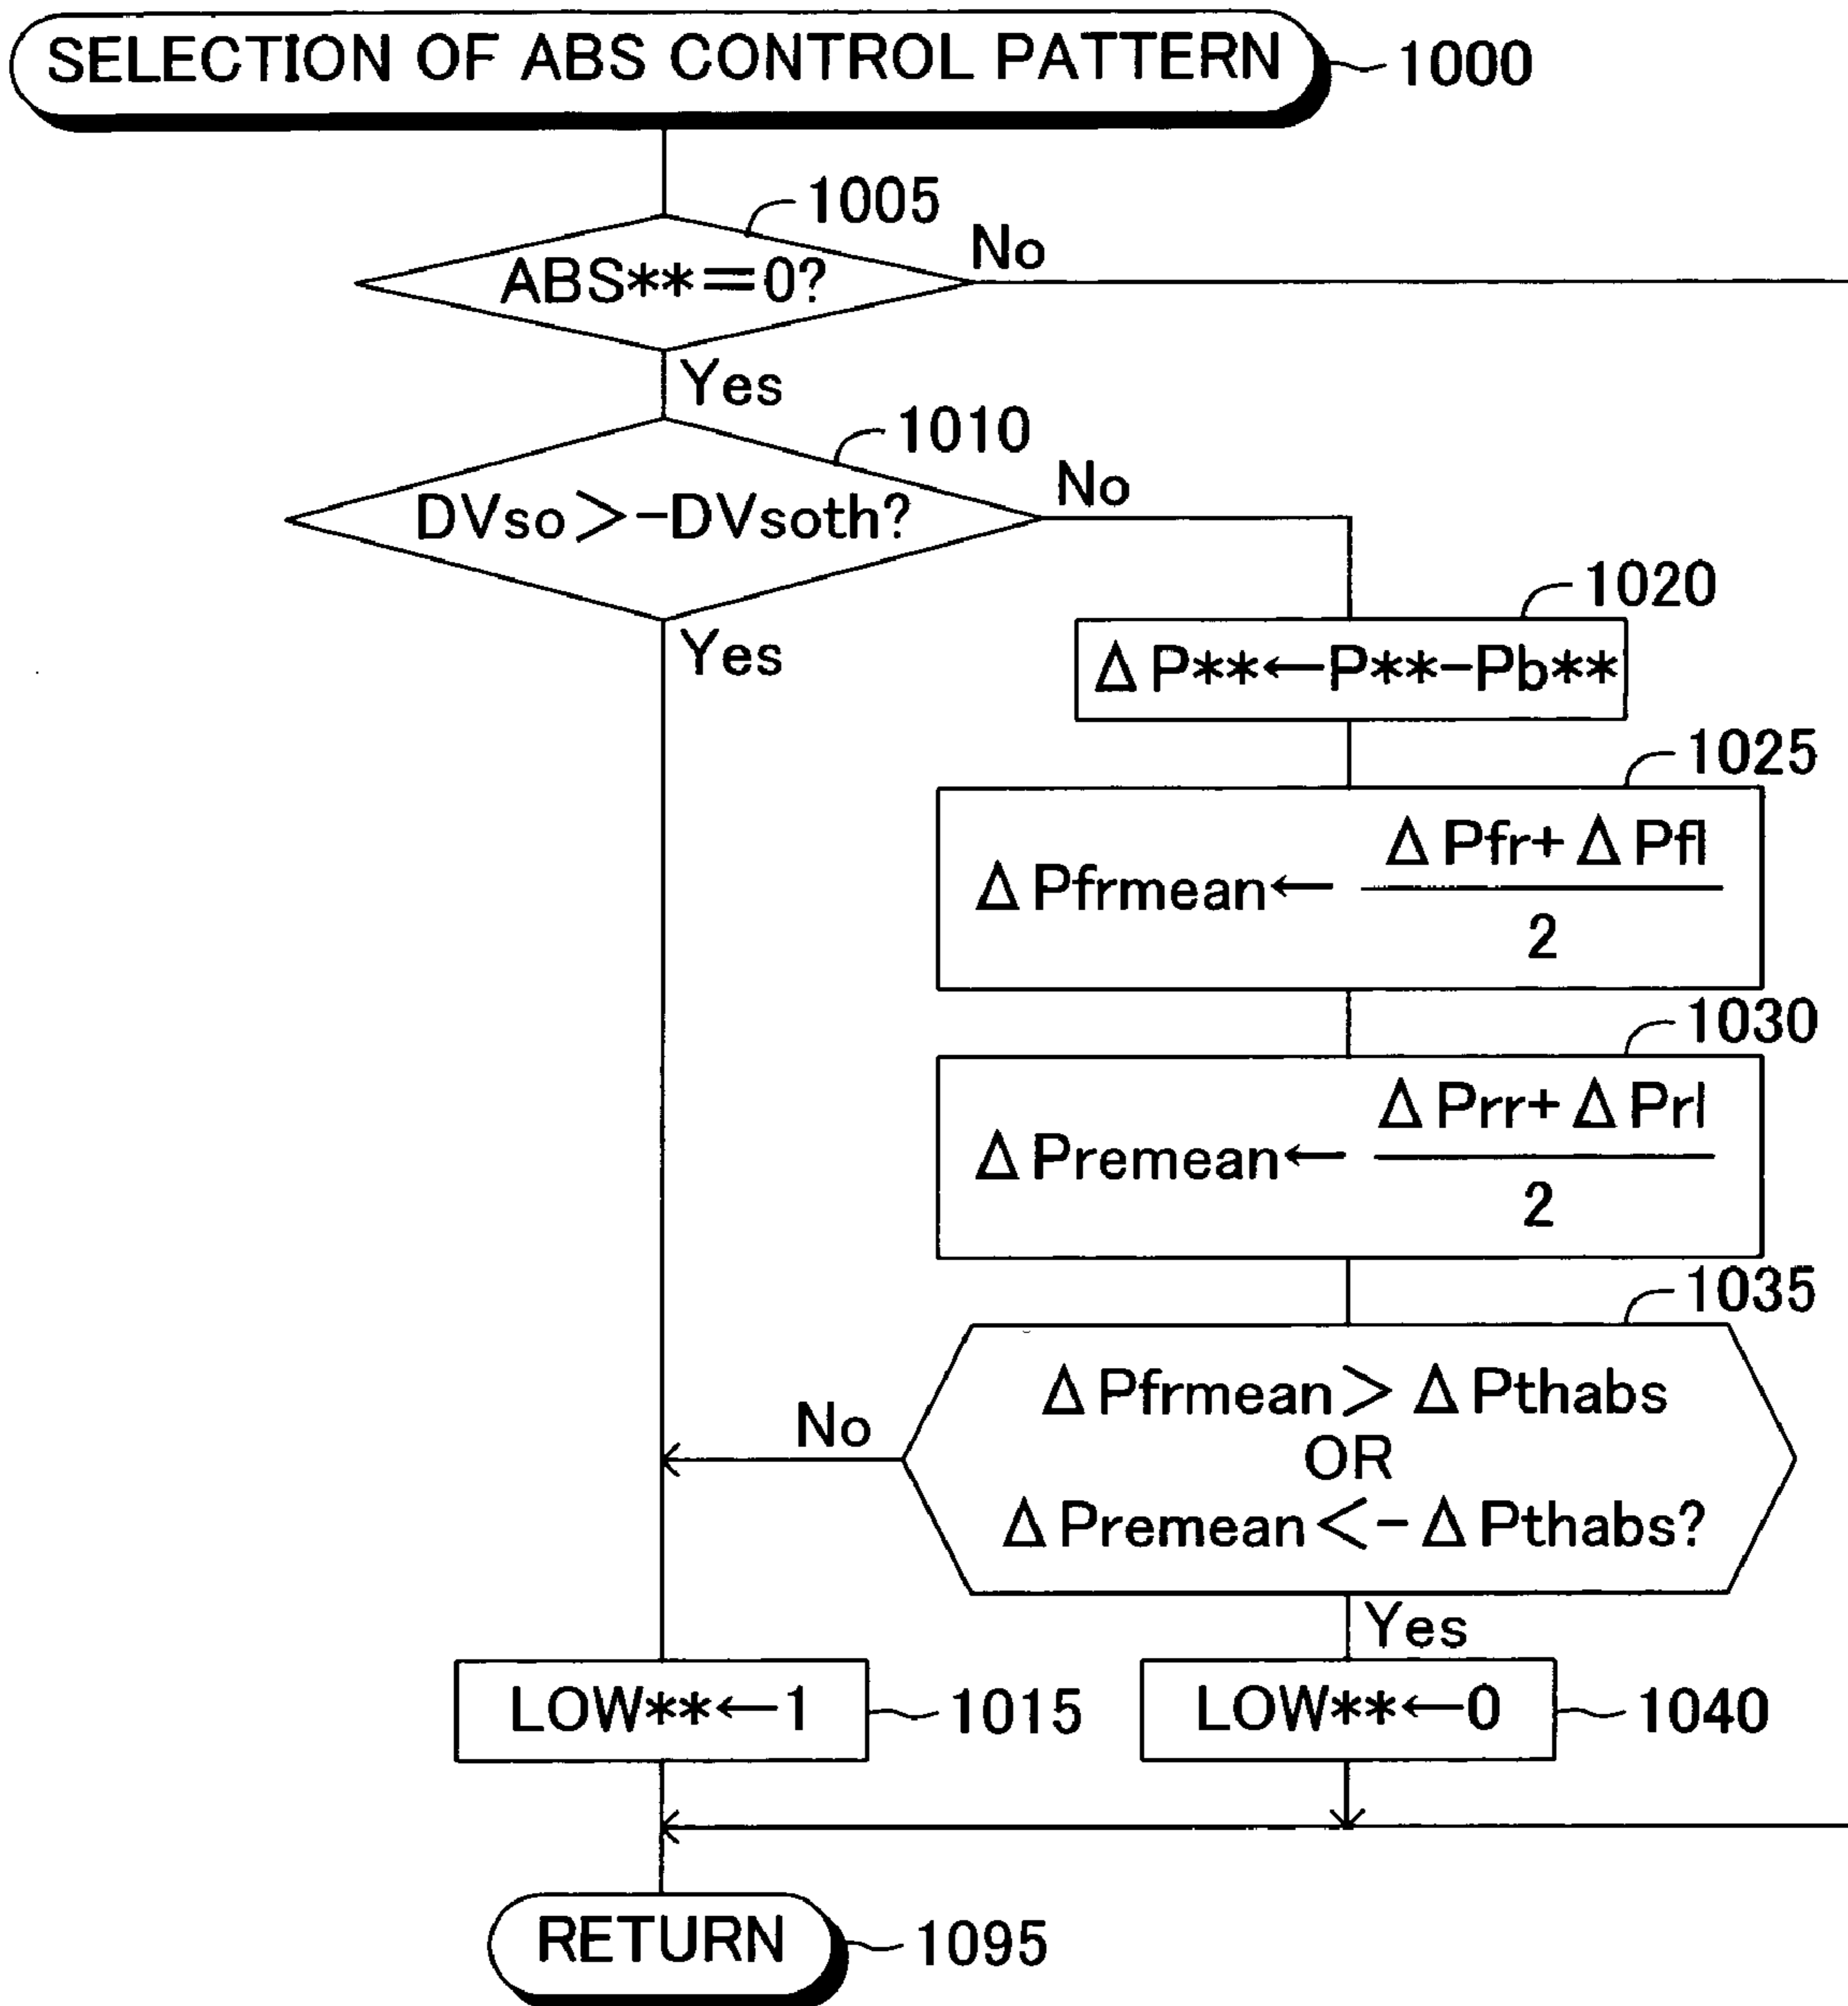 SELECTION OF ABS CONTROL PATTERN
1000
1005
ABS**=0?
No
Yes
1010
DVso>-DVsoth?
No
Yes
1020
ΔP**←P**-Pb**
1025
ΔPfrmean← ΔPfr+ΔPfl
2
1030
ΔPremean← ΔPrr+ΔPrl
2
1035
ΔPfrmean>ΔPthabs
OR
ΔPremean<-ΔPthabs?
No
Yes
LOW**←1
1015
LOW**←0
1040
RETURN
1095